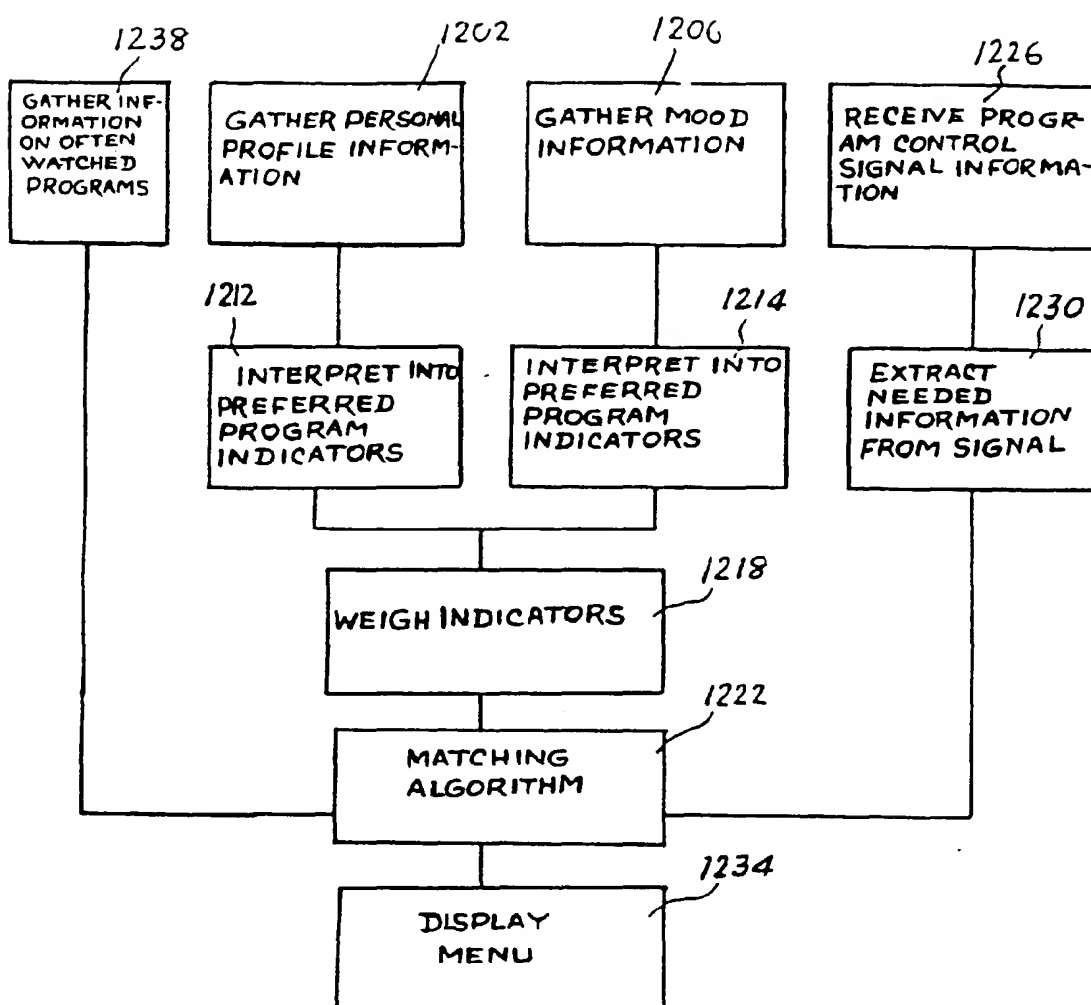 1238
GATHER INF-
ORMATION
ON OFTEN
WATCHED
PROGRAMS
1202
GATHER PERSONAL
PROFILE INFORM-
ATION
1206
GATHER MOOD
INFORMATION
1226
RECEIVE PROGR-
AM CONTROL
SIGNAL INFORMA-
TION
1212
INTERPRET INTO
PREFERRED
PROGRAM
INDICATORS
1214
INTERPRET INTO
PREFERRED
PROGRAM
INDICATORS
1230
EXTRACT
NEEDED
INFORMATION
FROM SIGNAL
1218
WEIGH INDICATORS
1222
MATCHING
ALGORITHM
1234
DISPLAY
MENU